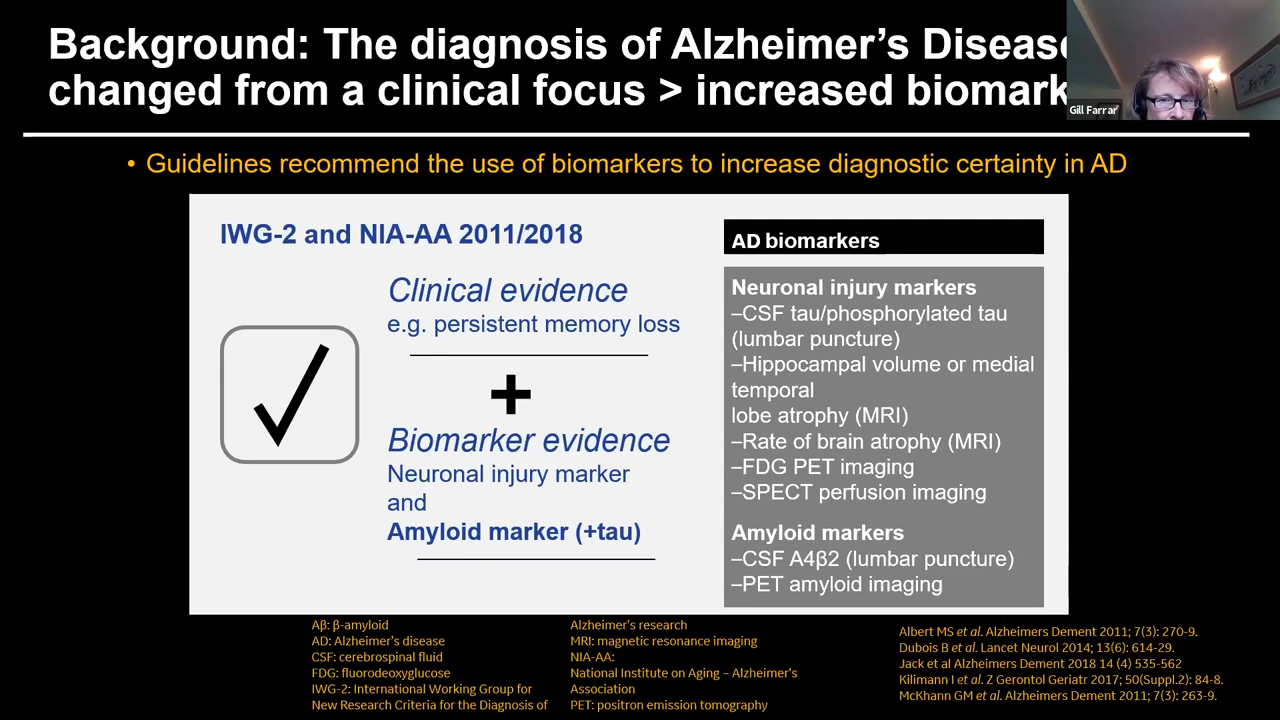 Background: The diagnosis of Alzheimer's Disease
changed from a clinical focus > increased biomark
Gill Farrar
• Guidelines recommend the use of biomarkers to increase diagnostic certainty in AD
IWG-2 and NIA-AA 2011/2018
Clinical evidence
e.g. persistent memory loss
+
Biomarker evidence
Neuronal injury marker
and
Amyloid marker (+tau)
AD biomarkers
Neuronal injury markers
–CSF tau/phosphorylated tau
(lumbar puncture)
–Hippocampal volume or medial
temporal
lobe atrophy (MRI)
–Rate of brain atrophy (MRI)
–FDG PET imaging
–SPECT perfusion imaging
Amyloid markers
–CSF A4β2 (lumbar puncture)
–PET amyloid imaging
Aβ: β-amyloid
AD: Alzheimer's disease
CSF: cerebrospinal fluid
FDG: fluorodeoxyglucose
IWG-2: International Working Group for
New Research Criteria for the Diagnosis of
Alzheimer's research
MRI: magnetic resonance imaging
NIA-AA:
National Institute on Aging – Alzheimer's
Association
PET: positron emission tomography
Albert MS et al. Alzheimers Dement 2011; 7(3): 270-9.
Dubois B et al. Lancet Neurol 2014; 13(6): 614-29.
Jack et al Alzheimers Dement 2018 14 (4) 535-562
Kilimann I et al. Z Gerontol Geriatr 2017; 50(Suppl.2): 84-8.
McKhann GM et al. Alzheimers Dement 2011; 7(3): 263-9.